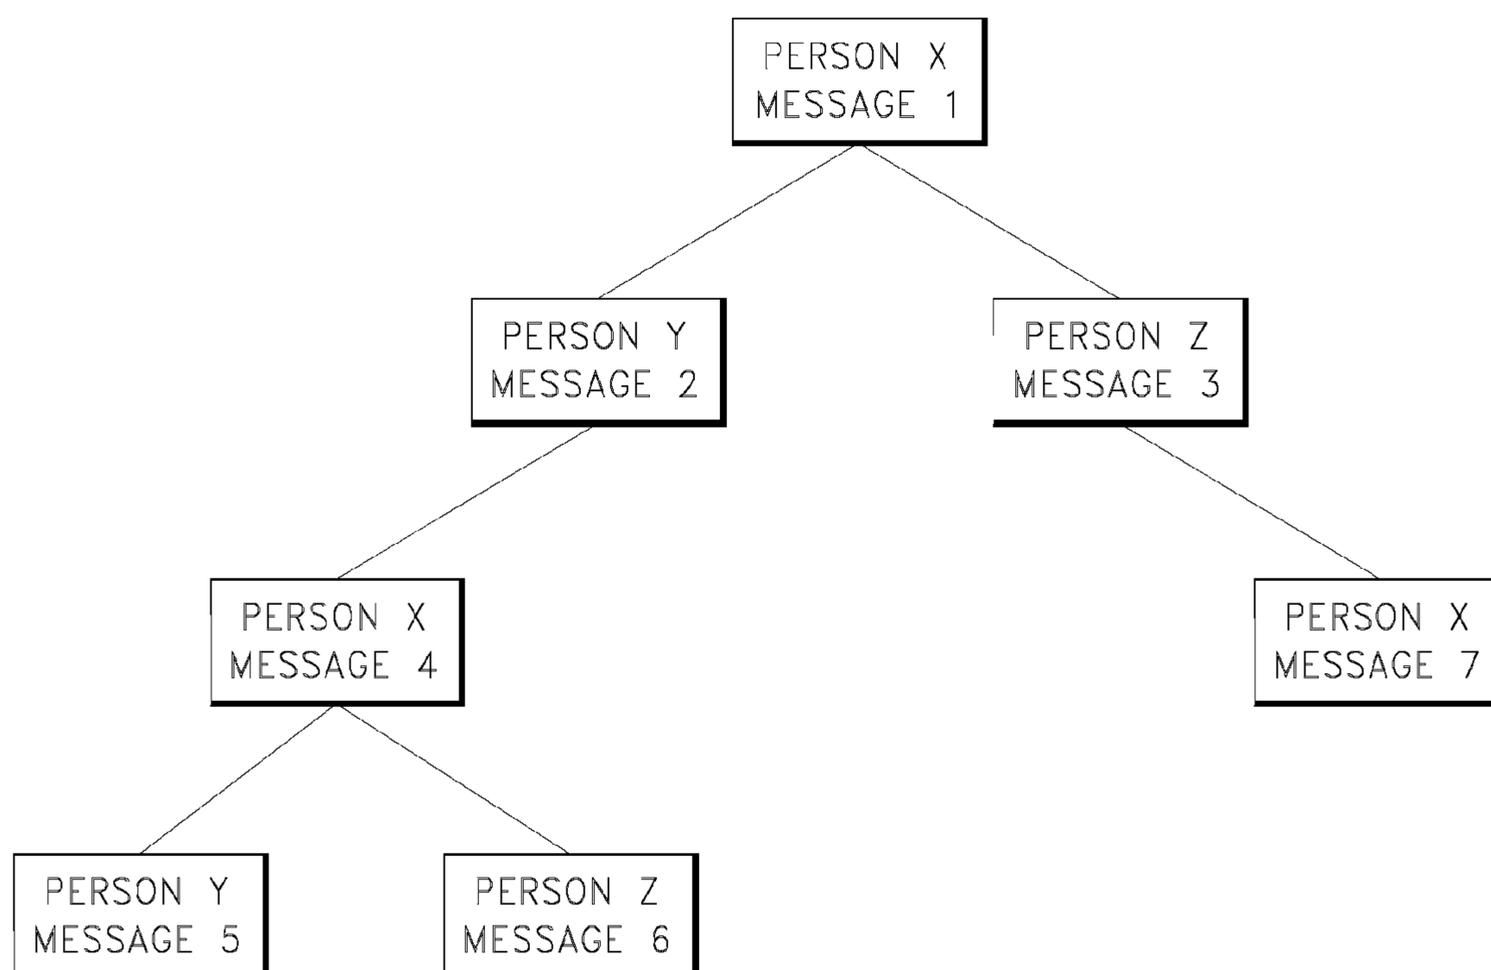 PERSON X
MESSAGE 1
PERSON Y
MESSAGE 2
PERSON Z
MESSAGE 3
PERSON X
MESSAGE 4
PERSON X
MESSAGE 7
PERSON Y
MESSAGE 5
PERSON Z
MESSAGE 6